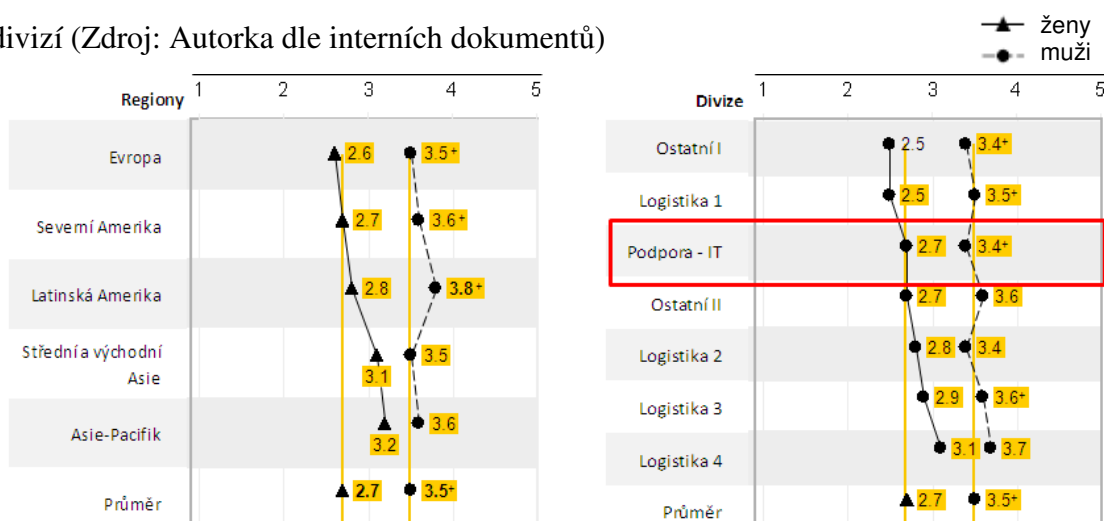 divizí (Zdroj: Autorka dle interních dokumentů)
ženy
muži
Regiony 1 2 3 4 5
Evropa 2.6 3.5+
Severní Amerika 2.7 3.6+
Latinská Amerika 2.8 3.8+
Střední a východní
Asie 3.1 3.5
Asie-Pacifik 3.2 3.6
Průměr 2.7 3.5+
Divize 1 2 3 4 5
Ostatní I 2.5 3.4+
Logistika 1 2.5 3.5+
Podpora - IT 2.7 3.4+
Ostatní II 2.7 3.6
Logistika 2 2.8 3.4
Logistika 3 2.9 3.6+
Logistika 4 3.1 3.7
Průměr 2.7 3.5+